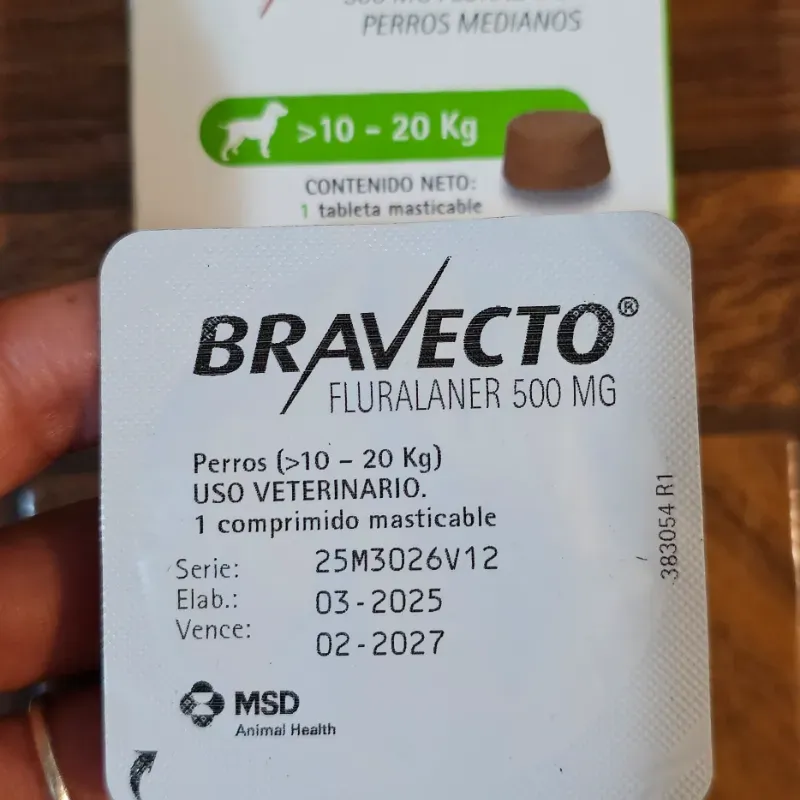 PERROS MEDIANOS
>10 - 20 Kg
CONTENIDO NETO:
1 tableta masticable
BRAVECTO®
FLURALANER 500 MG
Perros (>10 – 20 Kg)
USO VETERINARIO.
1 comprimido masticable
Serie: 25M3026V12
Elab.: 03-2025
Vence: 02-2027
383054 R1
MSD
Animal Health